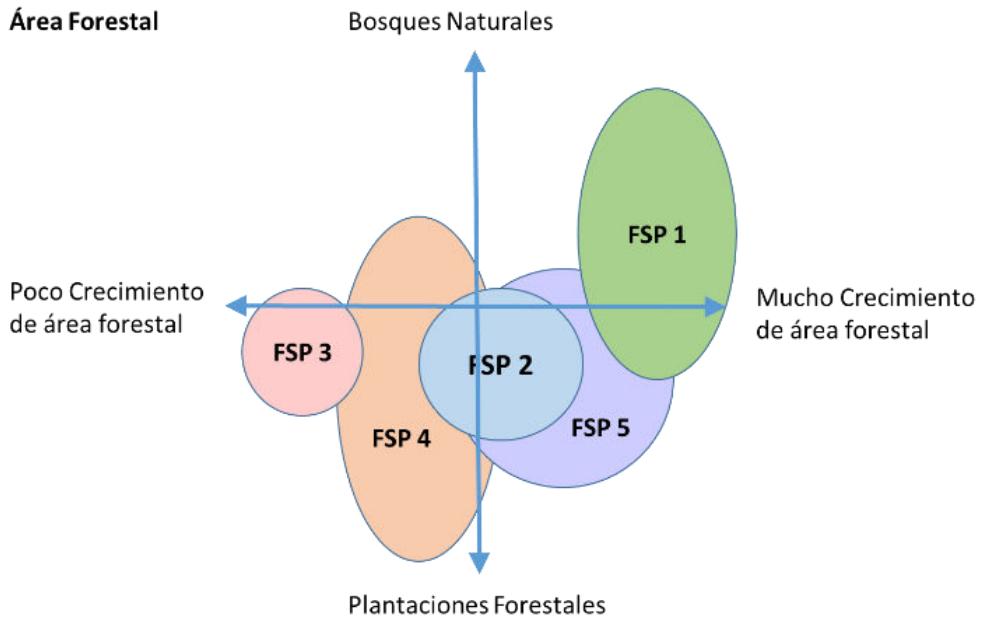 Área Forestal
Bosques Naturales
FSP 1
Poco Crecimiento
de área forestal
Mucho Crecimiento
de área forestal
FSP 3
FSP 2
FSP 4
FSP 5
Plantaciones Forestales